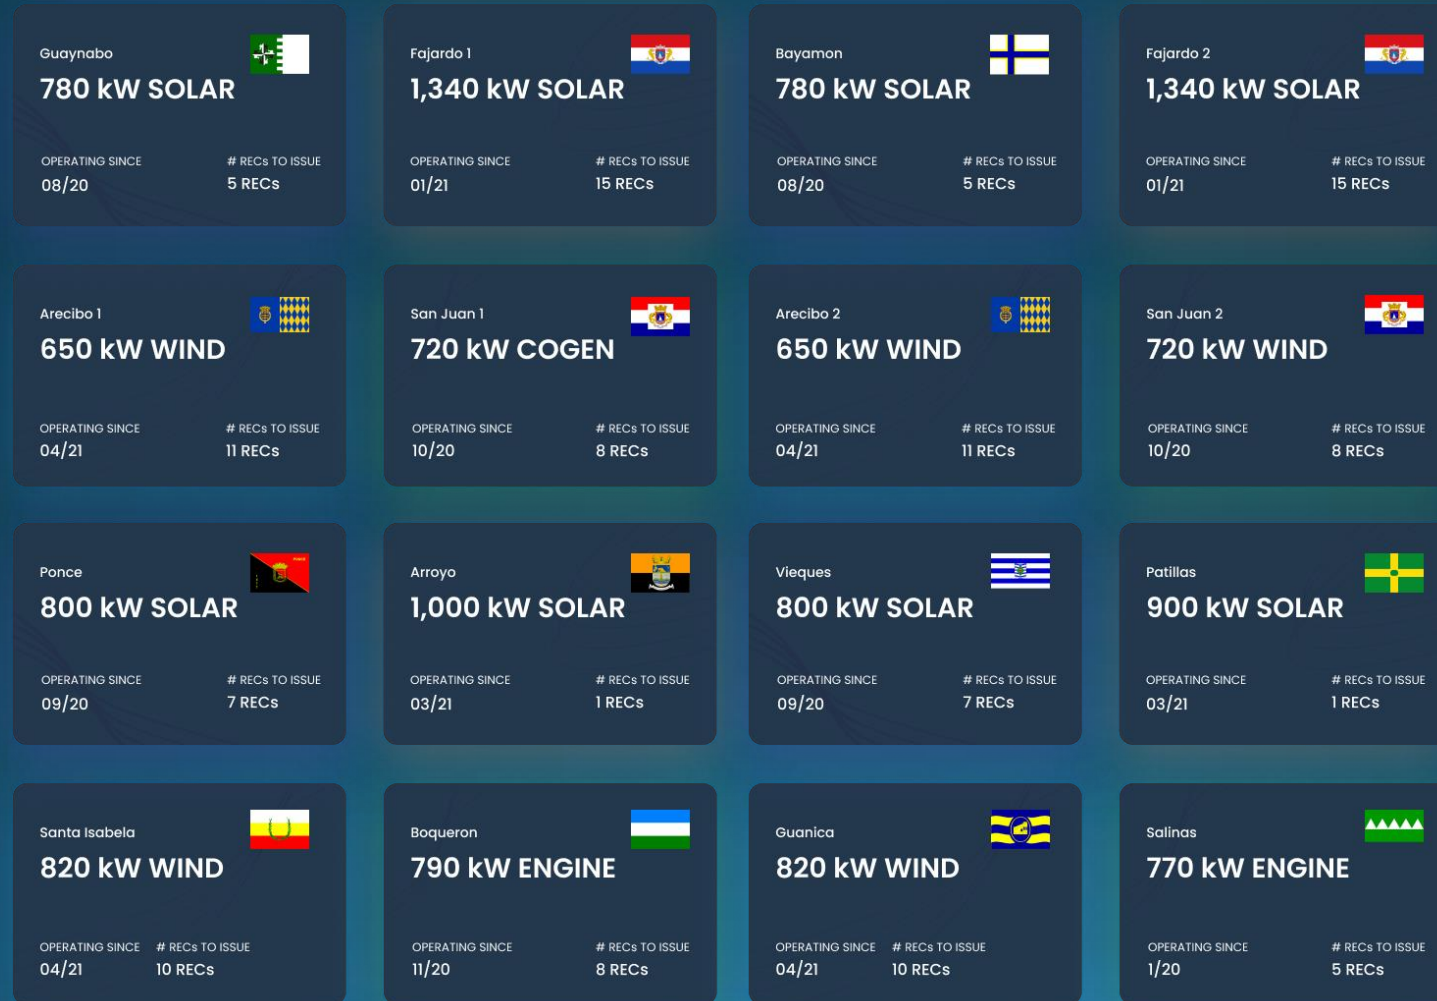 Guaynabo
780 kW SOLAR
OPERATING SINCE # RECs TO ISSUE
08/20 5 RECs
Fajardo 1
1,340 kW SOLAR
OPERATING SINCE # RECs TO ISSUE
01/21 15 RECs
Bayamon
780 kW SOLAR
OPERATING SINCE # RECs TO ISSUE
08/20 5 RECs
Fajardo 2
1,340 kW SOLAR
OPERATING SINCE # RECs TO ISSUE
01/21 15 RECs
Arecibo 1
650 kW WIND
OPERATING SINCE # RECs TO ISSUE
04/21 11 RECs
San Juan 1
720 kW COGEN
OPERATING SINCE # RECs TO ISSUE
10/20 8 RECs
Arecibo 2
650 kW WIND
OPERATING SINCE # RECs TO ISSUE
04/21 11 RECs
San Juan 2
720 kW WIND
OPERATING SINCE # RECs TO ISSUE
10/20 8 RECs
Ponce
800 kW SOLAR
OPERATING SINCE # RECs TO ISSUE
09/20 7 RECs
Arroyo
1,000 kW SOLAR
OPERATING SINCE # RECs TO ISSUE
03/21 1 RECs
Vieques
800 kW SOLAR
OPERATING SINCE # RECs TO ISSUE
09/20 7 RECs
Patillas
900 kW SOLAR
OPERATING SINCE # RECs TO ISSUE
03/21 1 RECs
Santa Isabela
820 kW WIND
OPERATING SINCE # RECs TO ISSUE
04/21 10 RECs
Boqueron
790 kW ENGINE
OPERATING SINCE # RECs TO ISSUE
11/20 8 RECs
Guanica
820 kW WIND
OPERATING SINCE # RECs TO ISSUE
04/21 10 RECs
Salinas
770 kW ENGINE
OPERATING SINCE # RECs TO ISSUE
1/20 5 RECs